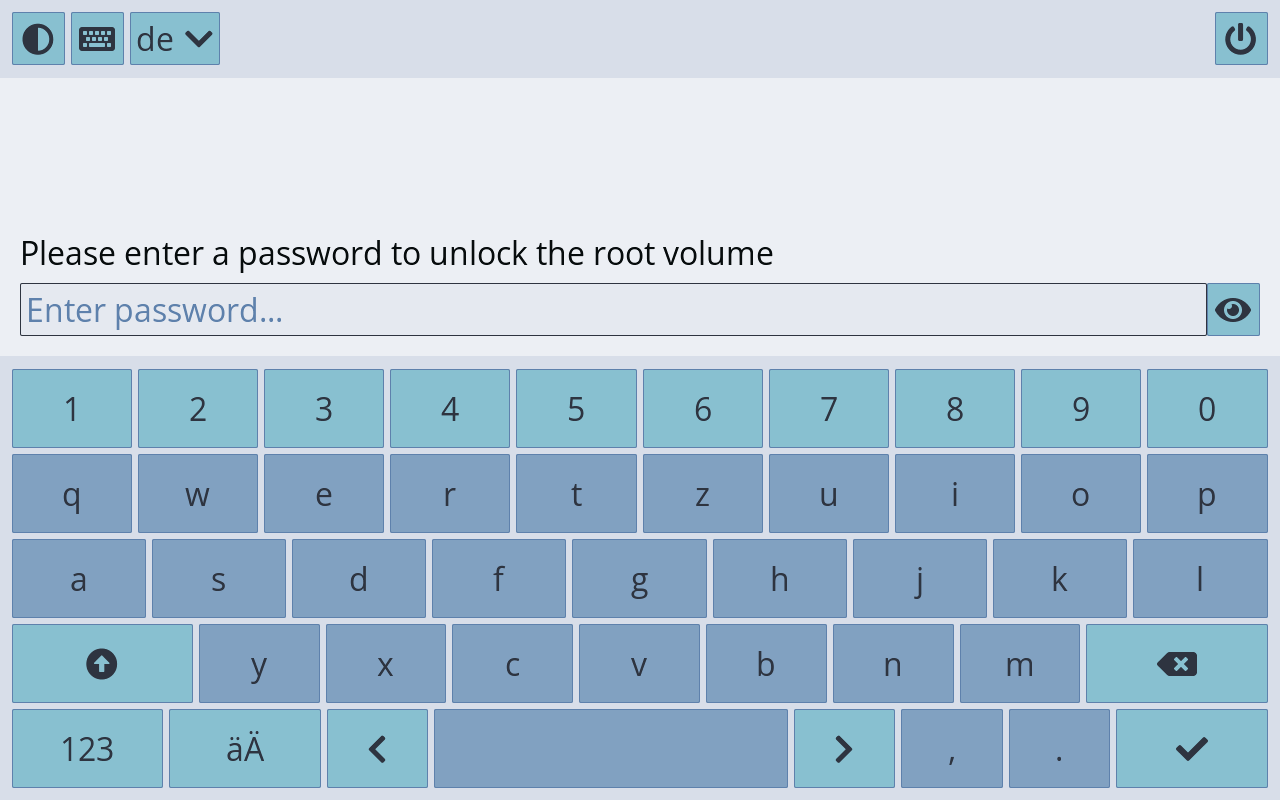 de
Please enter a password to unlock the root volume
Enter password...
1 2 3 4 5 6 7 8 9 0
q w e r t z u i o p
a s d f g h j k l
y x c v b n m
123 äÄ , .